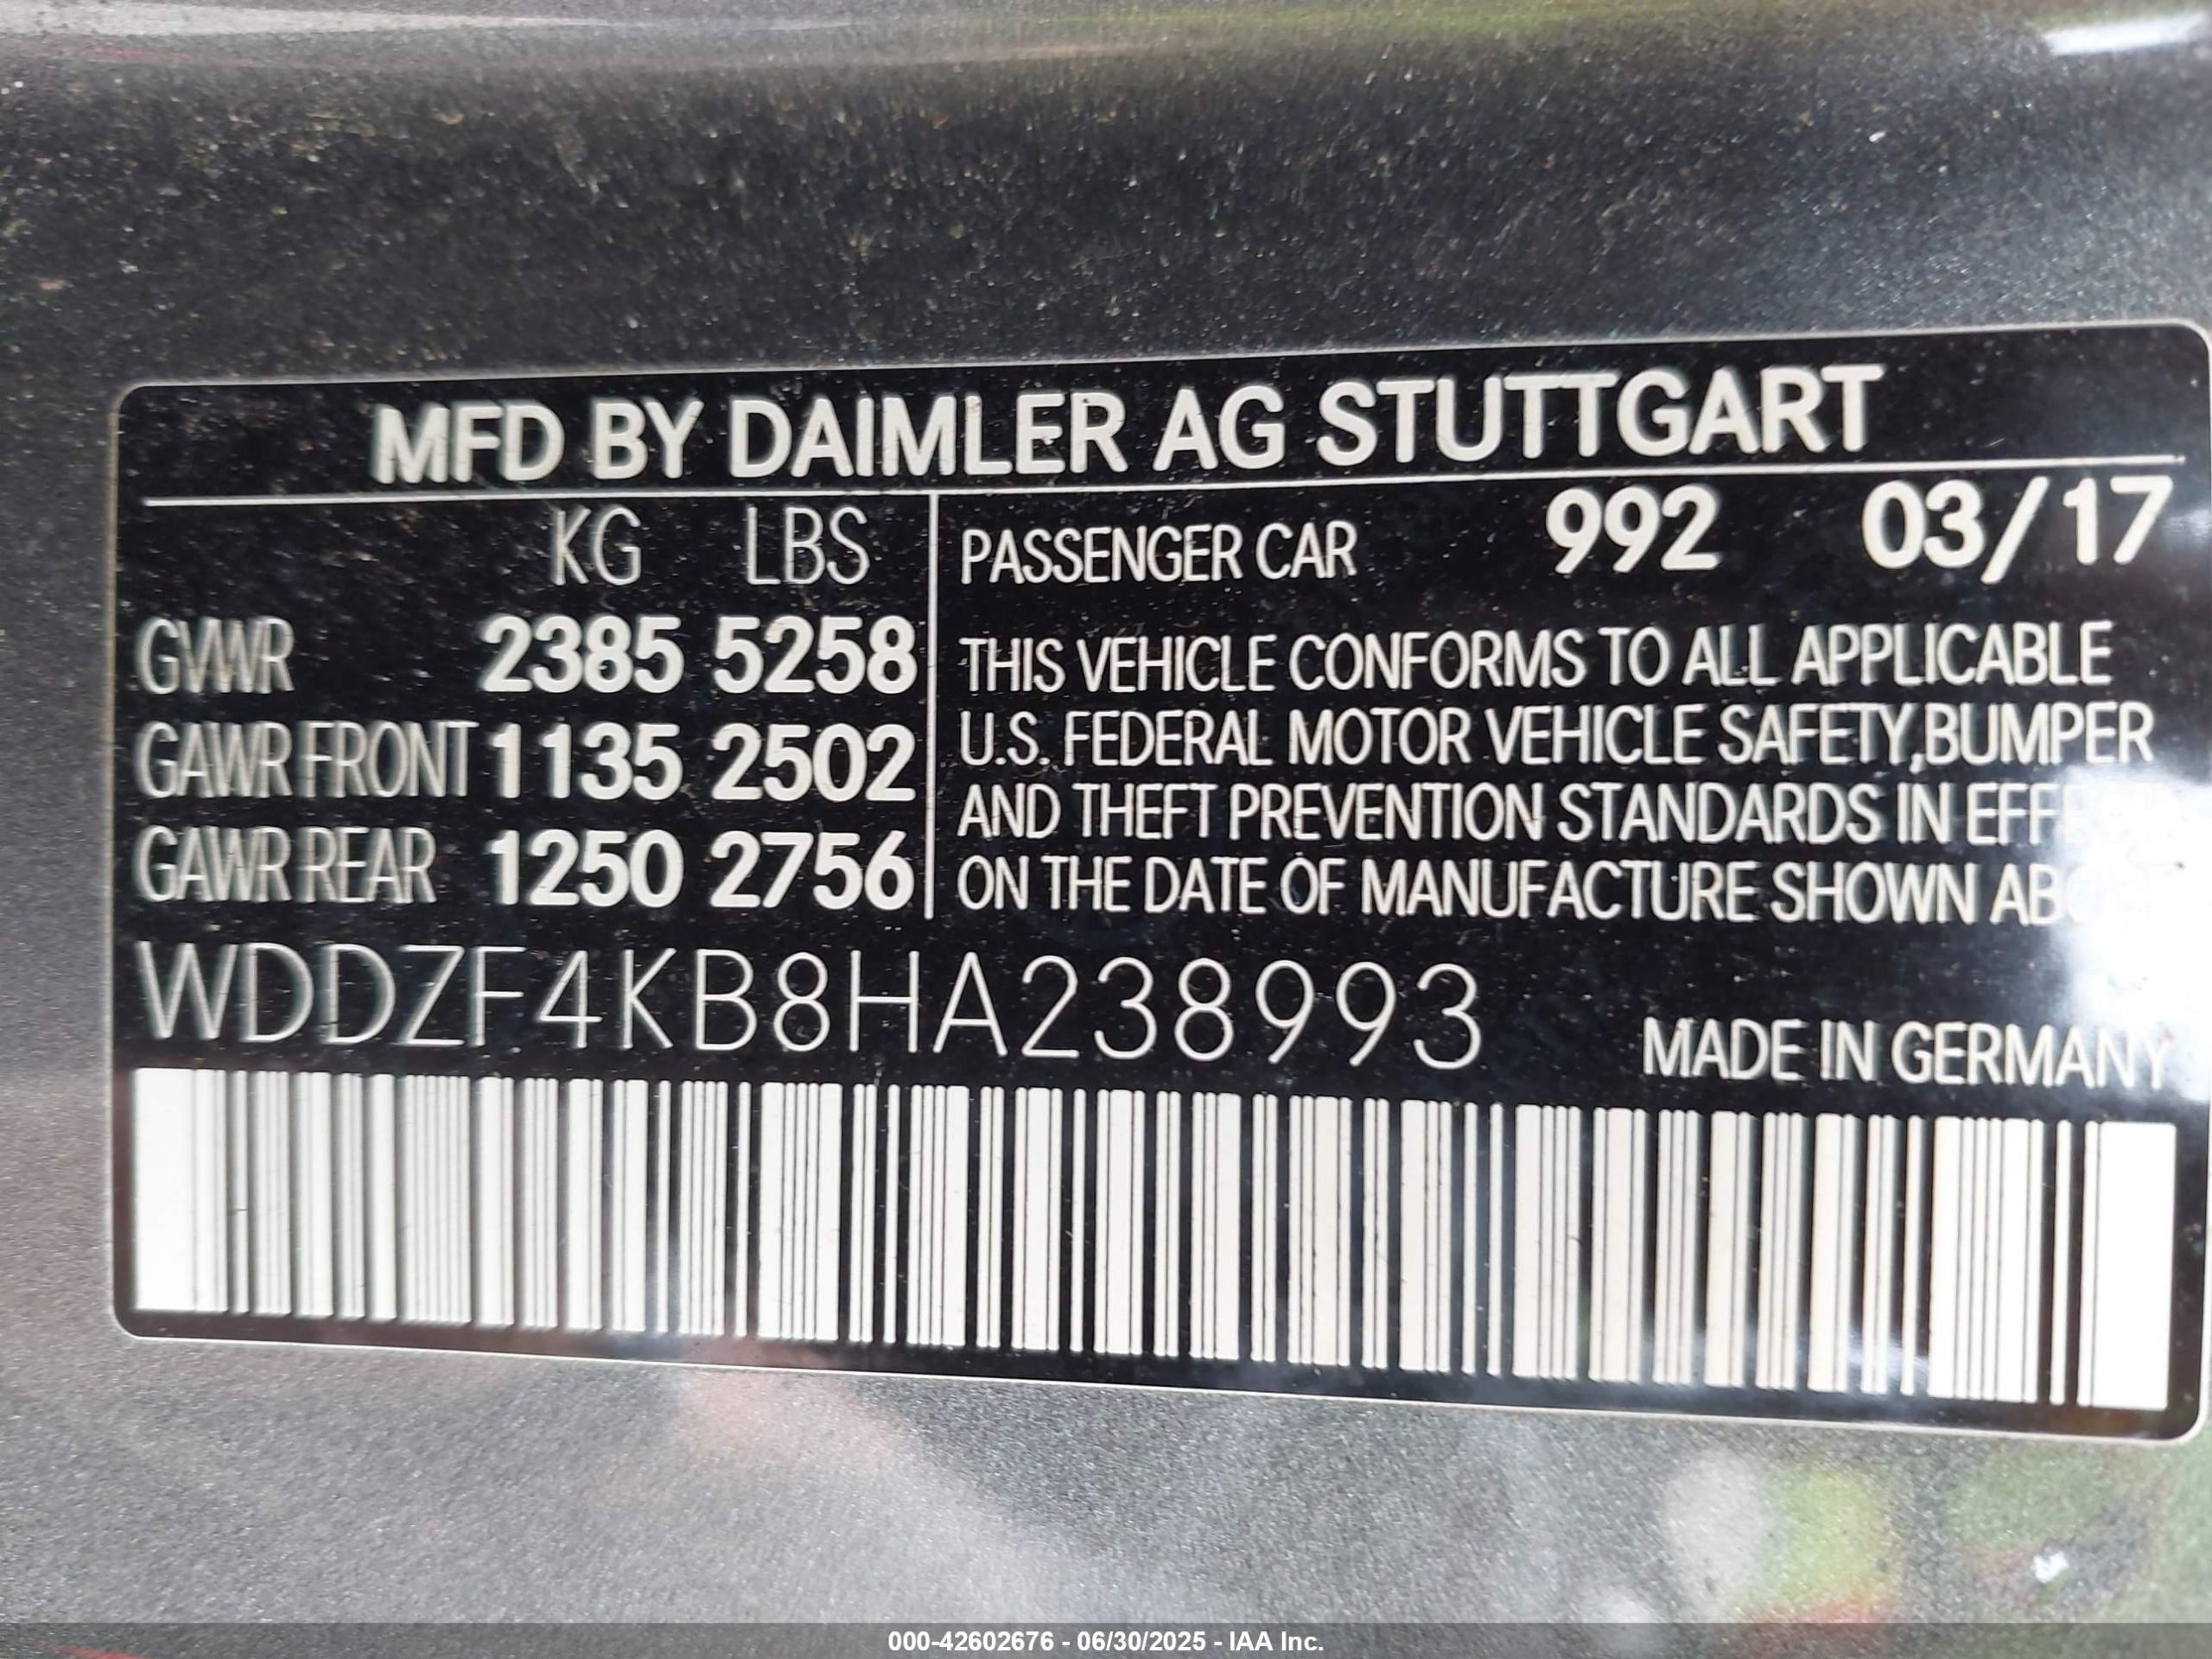 MFD BY DAIMLER AG STUTTGART
KG LBS
GVWR 2385 5258
GAWR FRONT 1135 2502
GAWR REAR 1250 2756
PASSENGER CAR 992 03/17
THIS VEHICLE CONFORMS TO ALL APPLICABLE
U.S. FEDERAL MOTOR VEHICLE SAFETY,BUMPER
AND THEFT PREVENTION STANDARDS IN
ON THE DATE OF MANUFACTURE SHOWN
WDDZF4KB8HA238993
MADE IN GERMANY
000-42602676 - 06/30/2025 - IAA Inc.